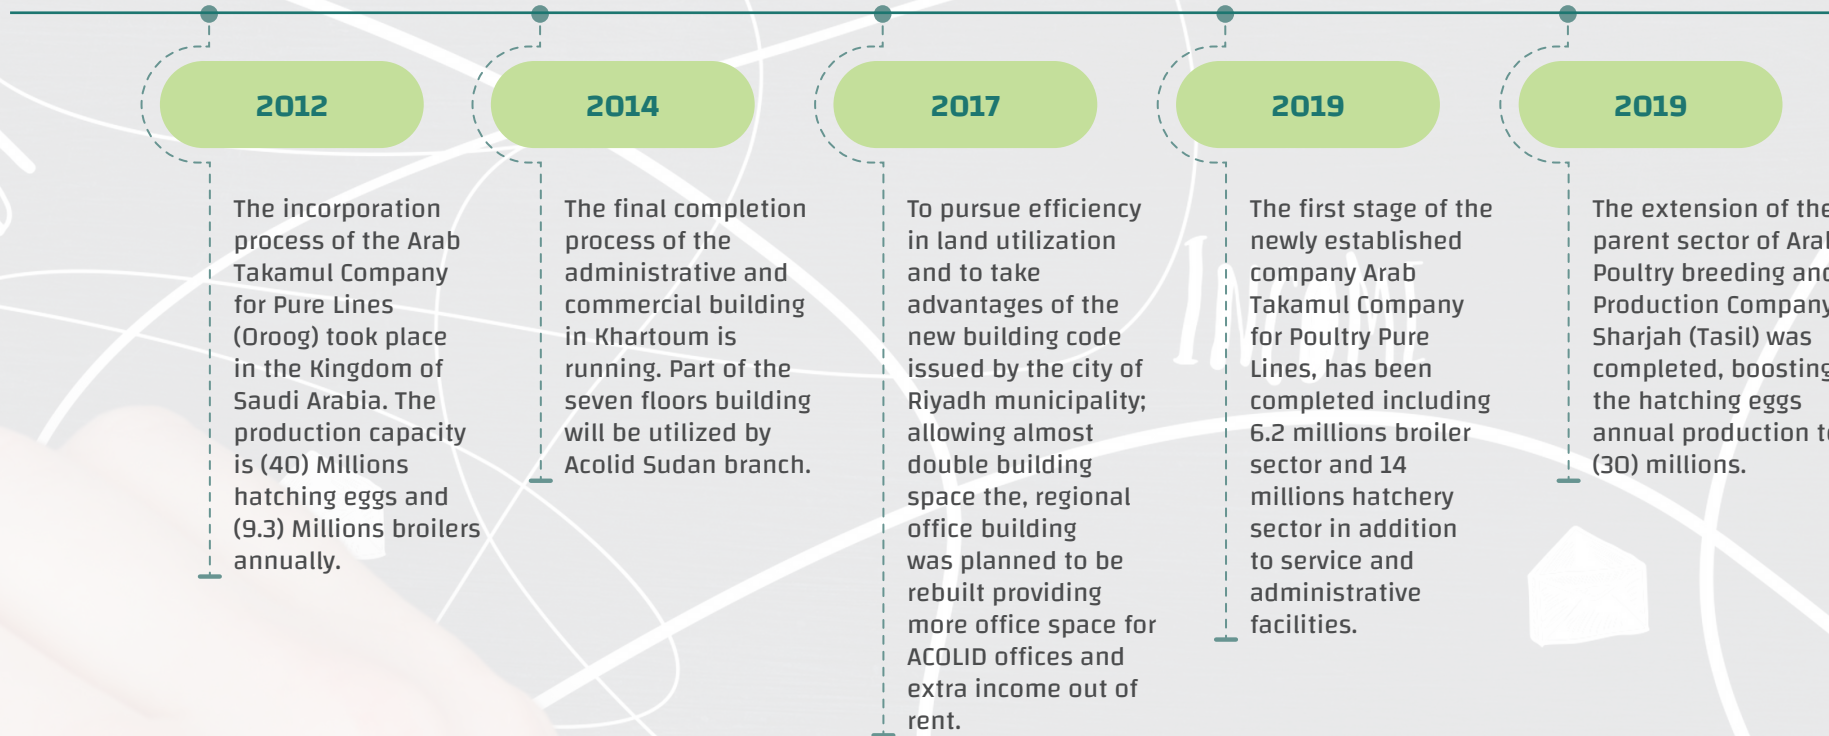 2012
The incorporation
process of the Arab
Takamul Company
for Pure Lines
(Oroog) took place
in the Kingdom of
Saudi Arabia. The
production capacity
is (40) Millions
hatching eggs and
(9.3) Millions broilers
annually.
2014
The final completion
process of the
administrative and
commercial building
in Khartoum is
running. Part of the
seven floors building
will be utilized by
Acolid Sudan branch.
2017
To pursue efficiency
in land utilization
and to take
advantages of the
new building code
issued by the city of
Riyadh municipality;
allowing almost
double building
space the, regional
office building
was planned to be
rebuilt providing
more office space for
ACOLID offices and
extra income out of
rent.
2019
The first stage of the
newly established
company Arab
Takamul Company
for Poultry Pure
Lines, has been
completed including
6.2 millions broiler
sector and 14
millions hatchery
sector in addition
to service and
administrative
facilities.
INCOME
2019
The extension of the
parent sector of
Poultry breeding
Production Company
Sharjah (Tasil) was
completed, boosting
the hatching eggs
annual production
(30) millions.